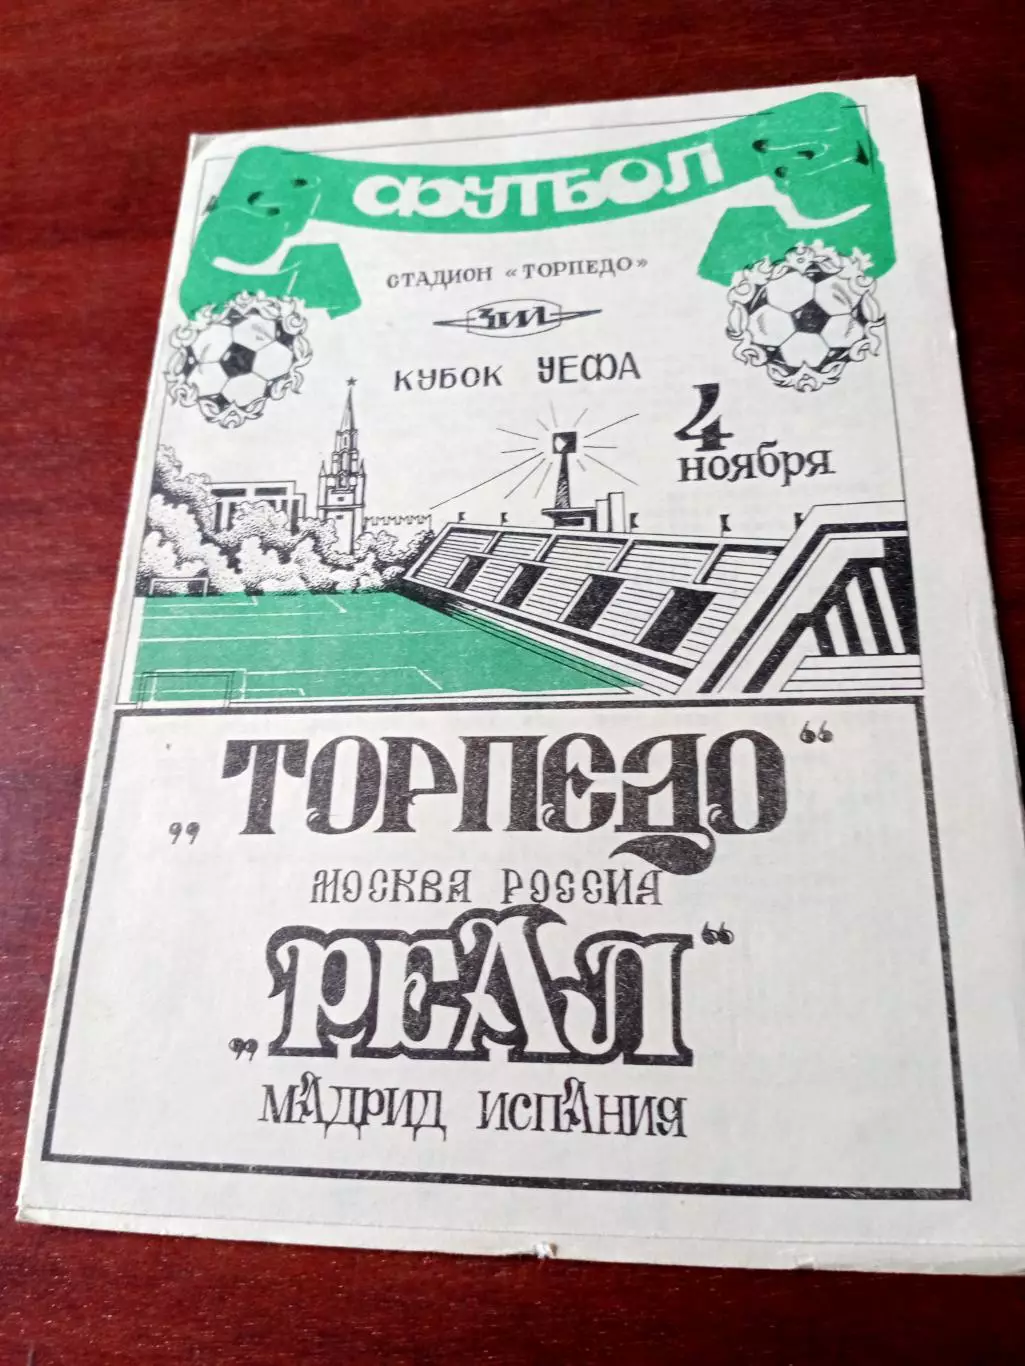 ФУТБОЛ
СТАДИОН «ТОРПЕДО»
ЗИЛ
КУБОК УЕФА
4
НОЯБРЯ
„ТОРПЕДО“
МОСКВА РОССИЯ
„РЕАЛ“
МАДРИД ИСПАНИЯ